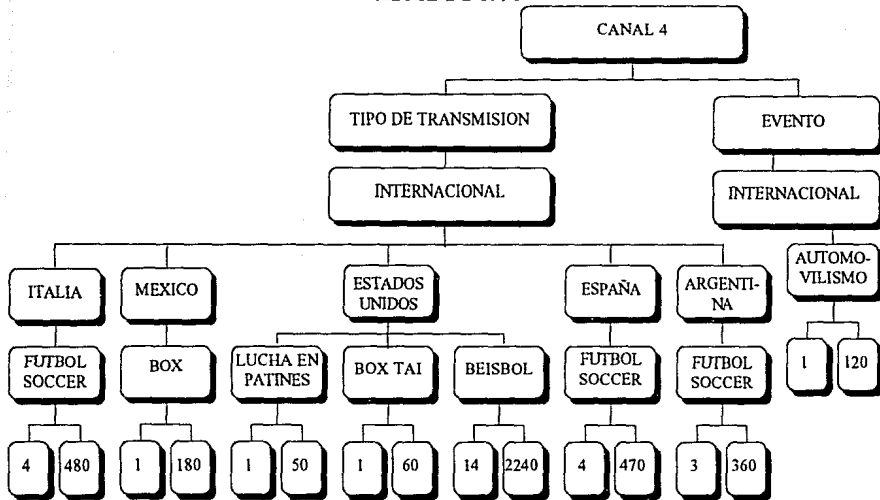 CANAL 4
TIPO DE TRANSMISION
EVENTO
INTERNACIONAL
INTERNACIONAL
ITALIA
MEXICO
ESTADOS
UNIDOS
ESPAÑA
ARGENTI-
NA
AUTOMO-
VILISMO
FUTBOL
SOCCER
BOX
LUCHA EN
PATINES
BOX TAI
BEISBOL
FUTBOL
SOCCER
FUTBOL
SOCCER
1
120
4
480
1
180
1
50
1
60
14
2240
4
470
3
360